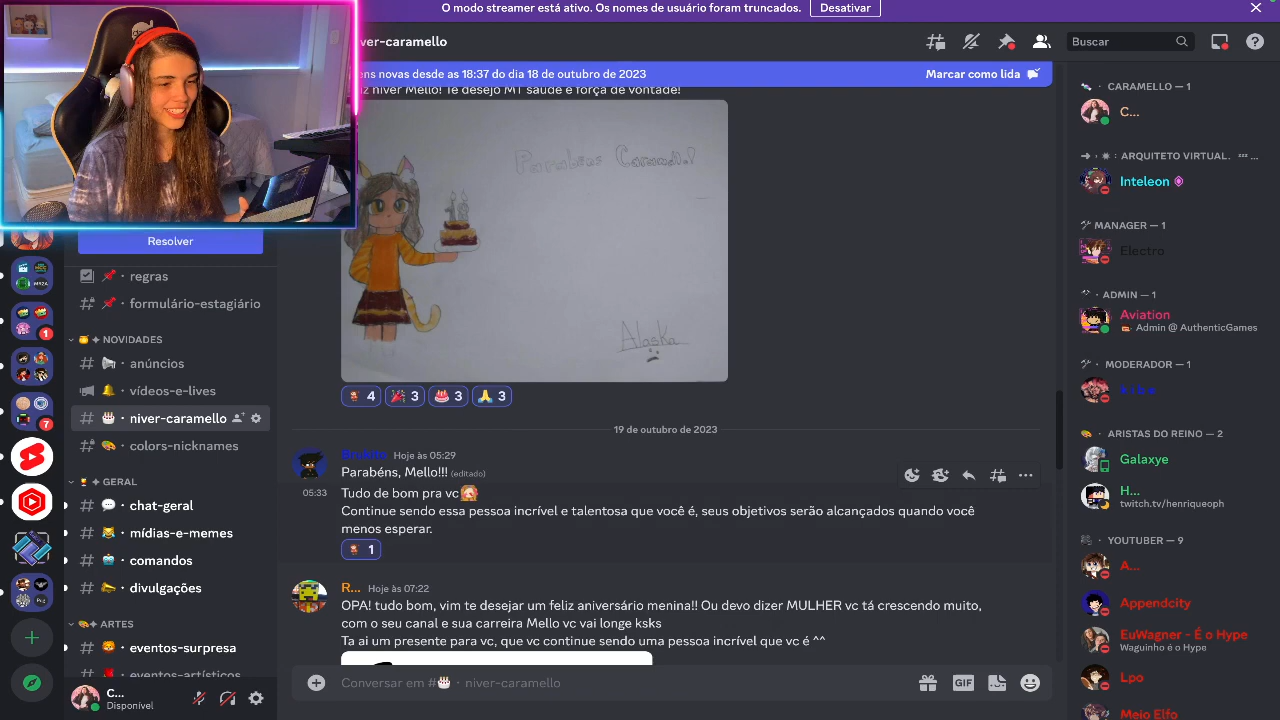 O modo streamer está ativo. Os nomes de usuário foram truncados.
Desativar
ver-caramello
Buscar
ens novas desde as 18:37 do dia 18 de outubro de 2023
Marcar como lida
iz niver Mello! Te desejo MT saúde e força de vontade!
Parabéns
Alaska
4
3
3
3
19 de outubro de 2023
Brukito Hoje às 05:29
Parabéns, Mello!!! (editado)
05:33
Tudo de bom pra vc
Continue sendo essa pessoa incrível e talentosa que você é, seus objetivos serão alcançados quando você
menos esperar.
1
R... Hoje às 07:22
OPA! tudo bom, vim te desejar um feliz aniversário menina!! Ou devo dizer MULHER vc tá crescendo muito,
com o seu canal e sua carreira Mello vc vai longe ksks
Ta ai um presente para vc, que vc continue sendo uma pessoa incrível que vc é ^^
Conversar em # · niver-caramello
GIF
Resolver
· regras
· formulário-estagiário
NOVIDADES
· anúncios
· vídeos-e-lives
· niver-caramello
· colors-nicknames
GERAL
· chat-geral
· mídias-e-memes
· comandos
· divulgações
ARTES
· eventos-surpresa
· eventos-artísticos
C...
Disponível
1
7
· CARAMELLO — 1
C...
· ARQUITETO VIRTUAL. ...
Inteleon
· MANAGER — 1
Electro
· ADMIN — 1
Aviation
Admin @ AuthenticGames
· MODERADOR — 1
· ARISTAS DO REINO — 2
Galaxye
H...
twitch.tv/henriqueoph
· YOUTUBER — 9
A...
Appendcity
EuWagner - É o Hype
Waguinho é o Hype
Lpo
Meio Elfo